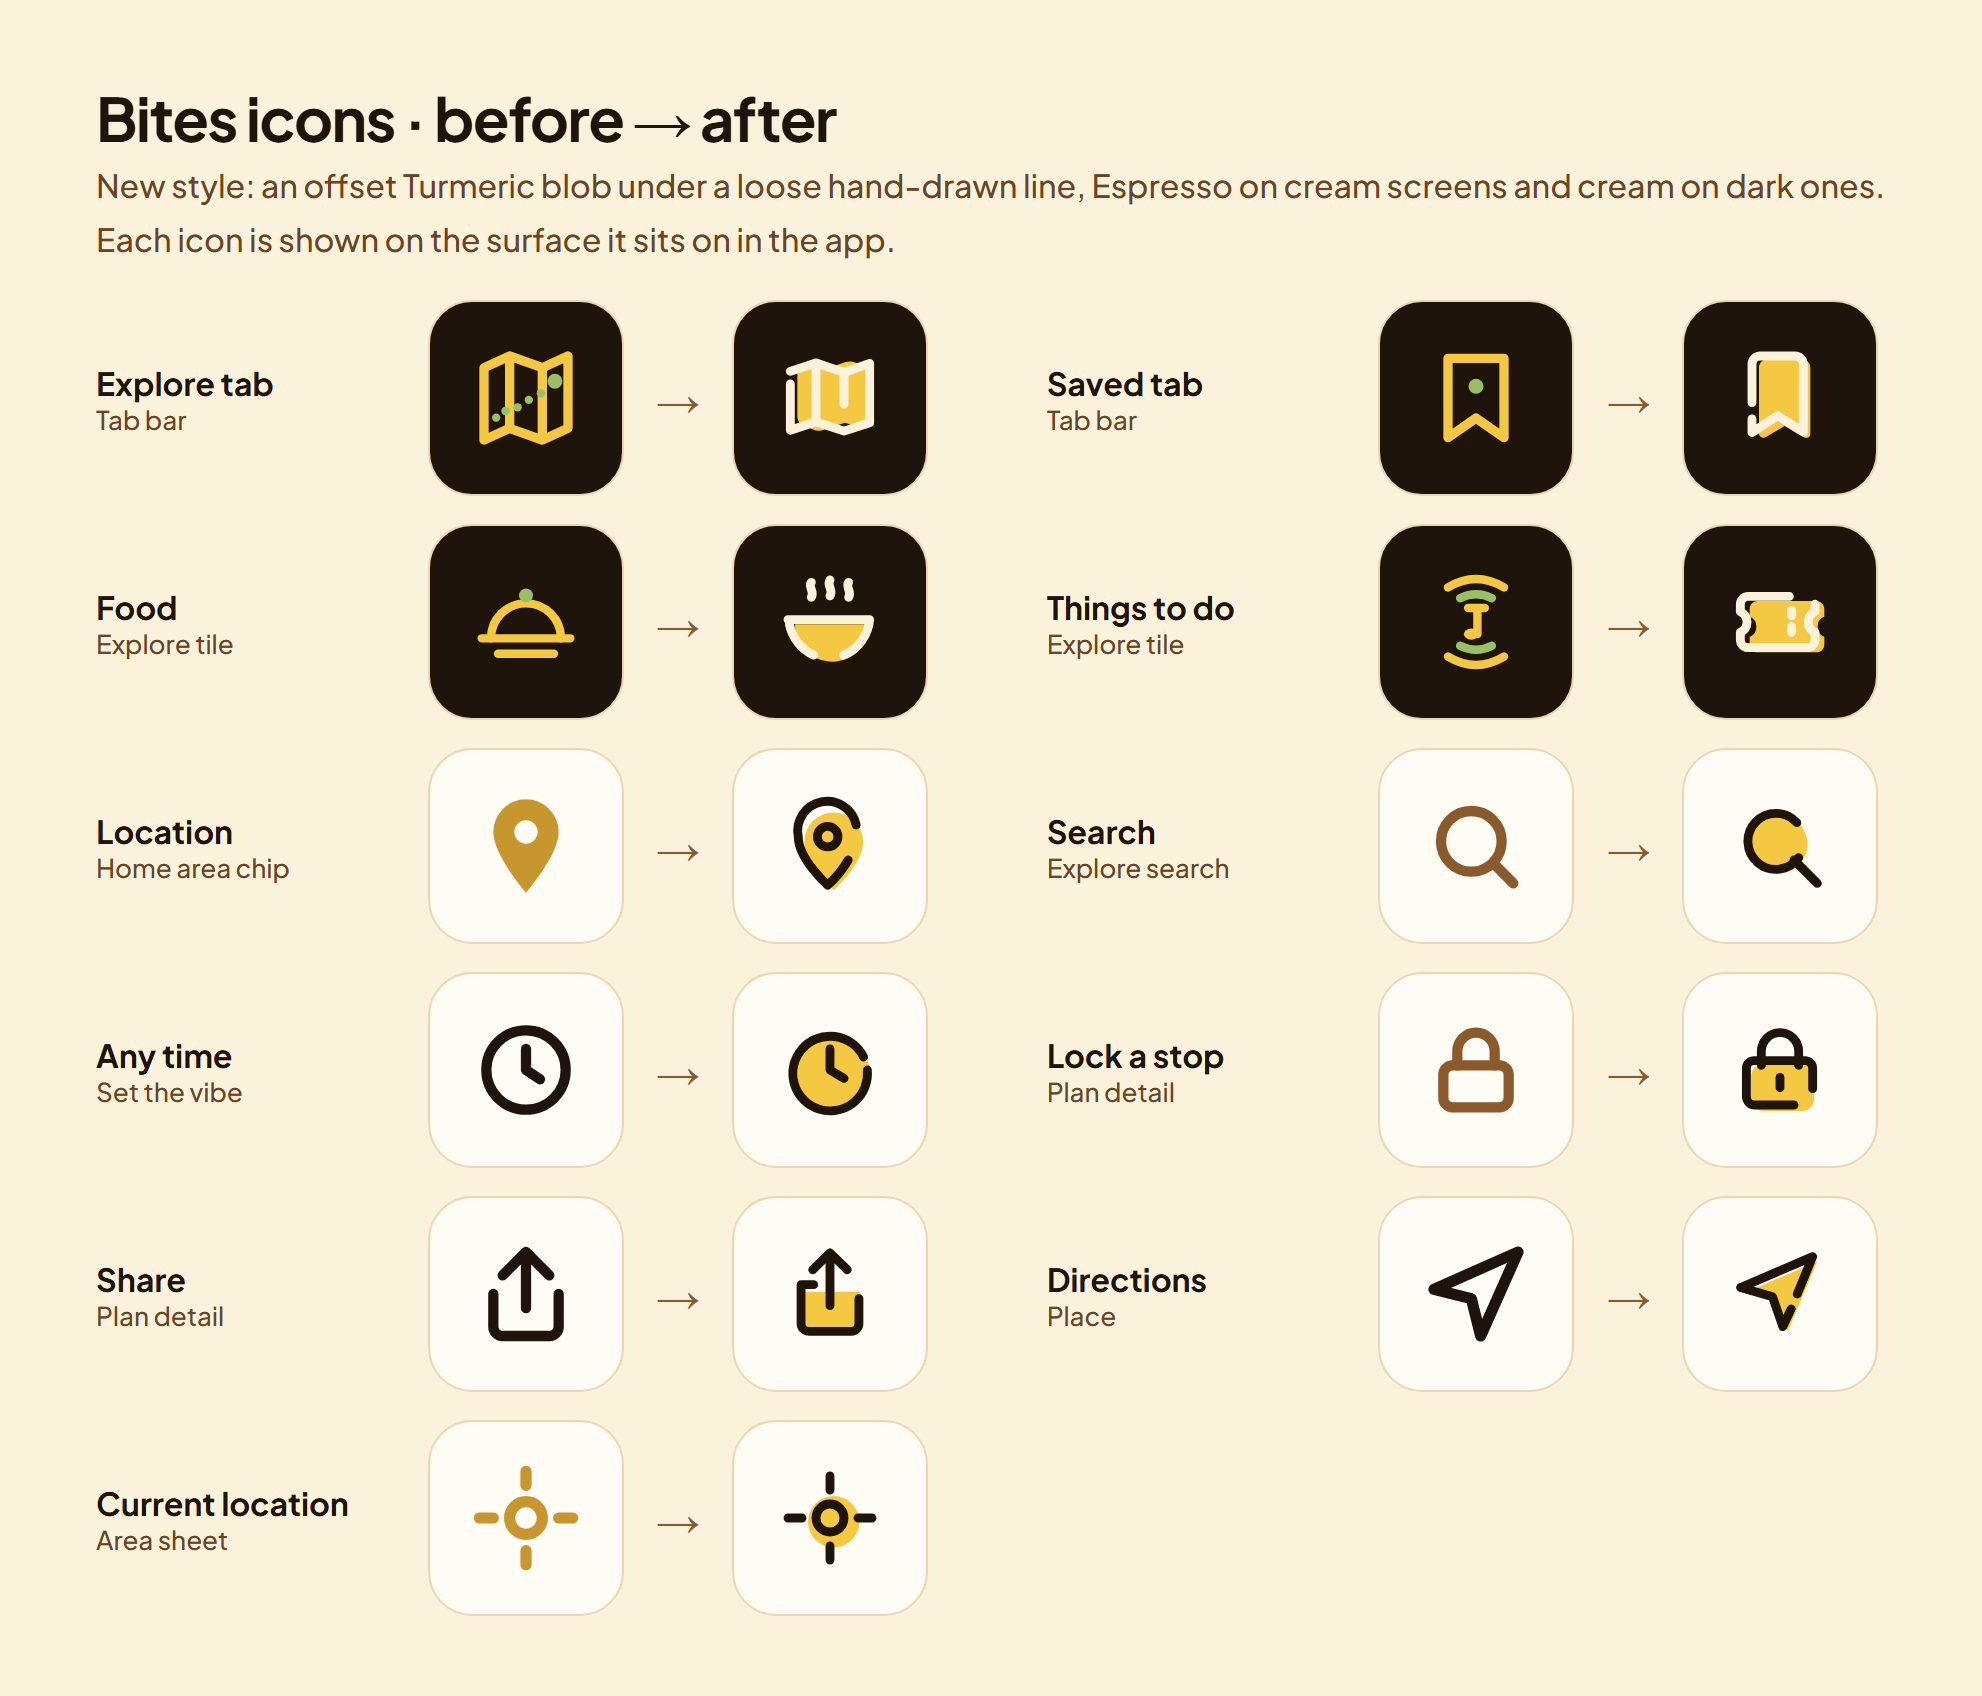 Bites icons · before → after
New style: an offset Turmeric blob under a loose hand-drawn line, Espresso on cream screens and cream on dark ones.
Each icon is shown on the surface it sits on in the app.
Explore tab
Tab bar
→
Saved tab
Tab bar
→
Food
Explore tile
→
Things to do
Explore tile
→
Location
Home area chip
→
Search
Explore search
→
Any time
Set the vibe
→
Lock a stop
Plan detail
→
Share
Plan detail
→
Directions
Place
→
Current location
Area sheet
→